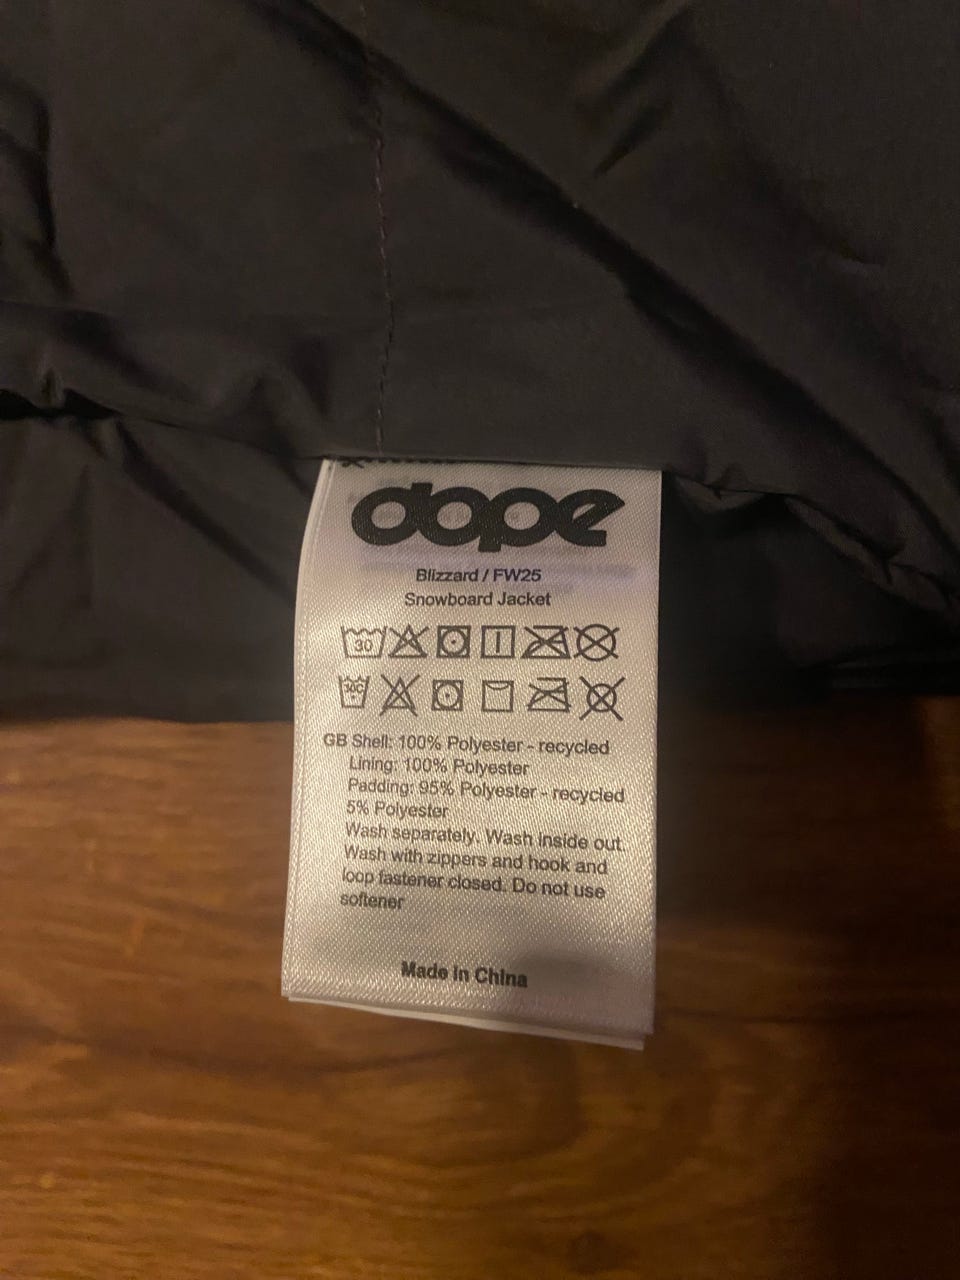 dope
Blizzard / FW25
Snowboard Jacket
30
30C
GB Shell: 100% Polyester - recycled
Lining: 100% Polyester
Padding: 95% Polyester - recycled
5% Polyester
Wash separately. Wash inside out.
Wash with zippers and hook and
loop fastener closed. Do not use
softener
Made in China